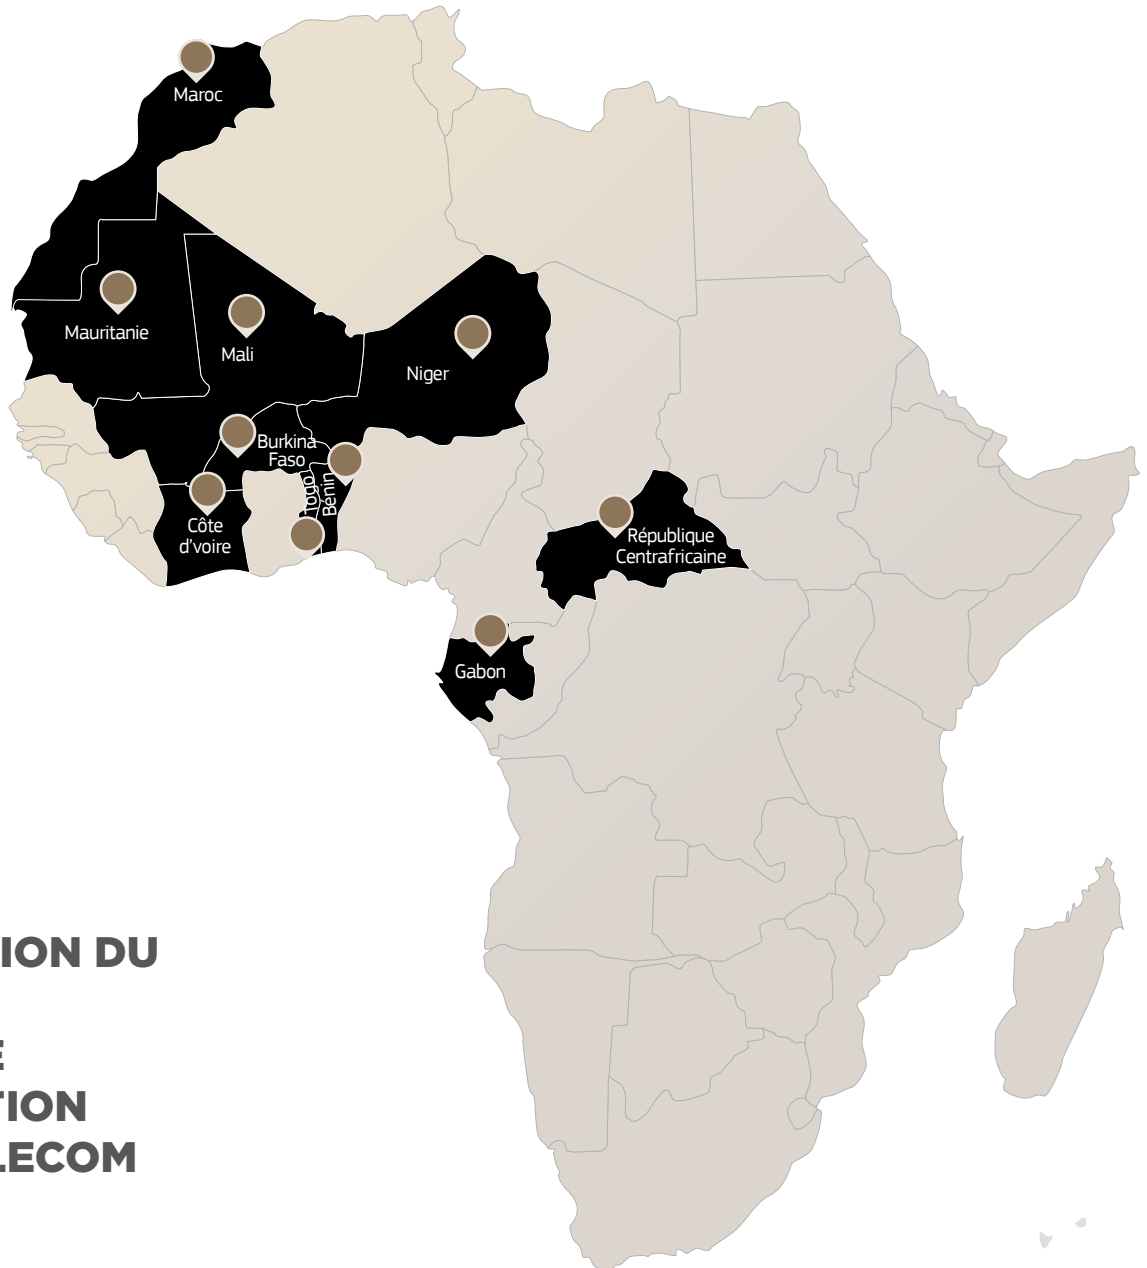 Maroc
Mauritanie
Mali
Niger
Burkina
Faso
Togo
Bénin
Côte
d'voire
République
Centrafricaine
Gabon
ION DU
E
TION
LECOM